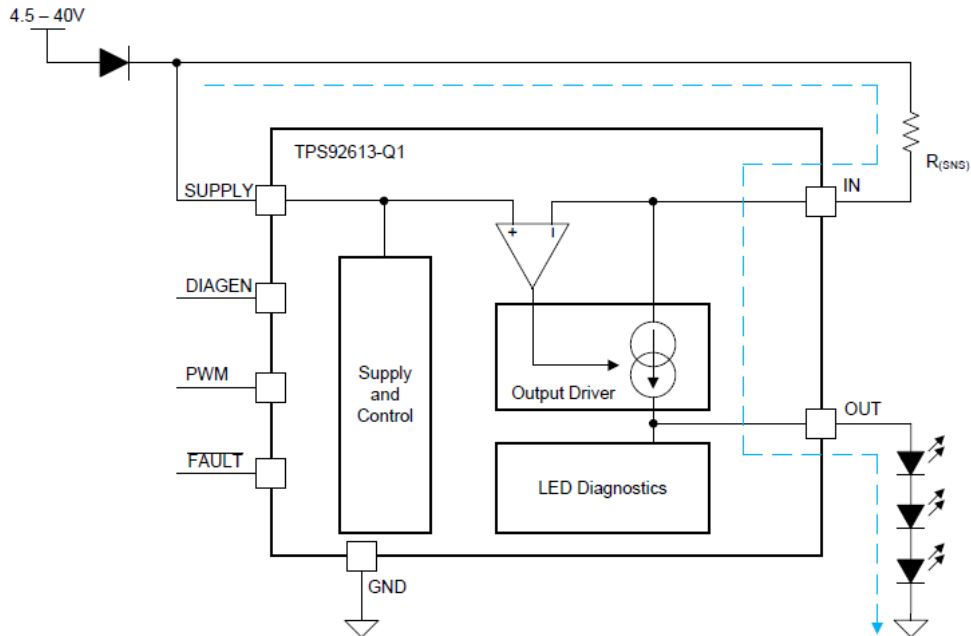 4.5 – 40V
TPS92613-Q1
R(SNS)
SUPPLY
IN
+
–
DIAGEN
PWM
Supply
and
Control
Output Driver
OUT
FAULT
LED Diagnostics
GND